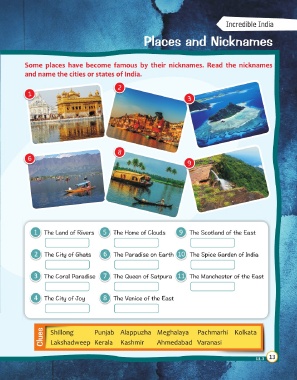 Incredible India
Places and Nicknames
Some places have become famous by their nicknames. Read the nicknames
and name the cities or states of India.
1
2
3
6
8
9
1 The Land of Rivers 5 The Home of Clouds 9 The Scotland of the East
2 The City of Ghats 6 The Paradise on Earth 10 The Spice Garden of India
3 The Coral Paradise 7 The Queen of Satpura 11 The Manchester of the East
4 The City of Joy 8 The Venice of the East
Clues
Shillong Punjab Alappuzha Meghalaya Pachmarhi Kolkata
Lakshadweep Kerala Kashmir Ahmedabad Varanasi
13